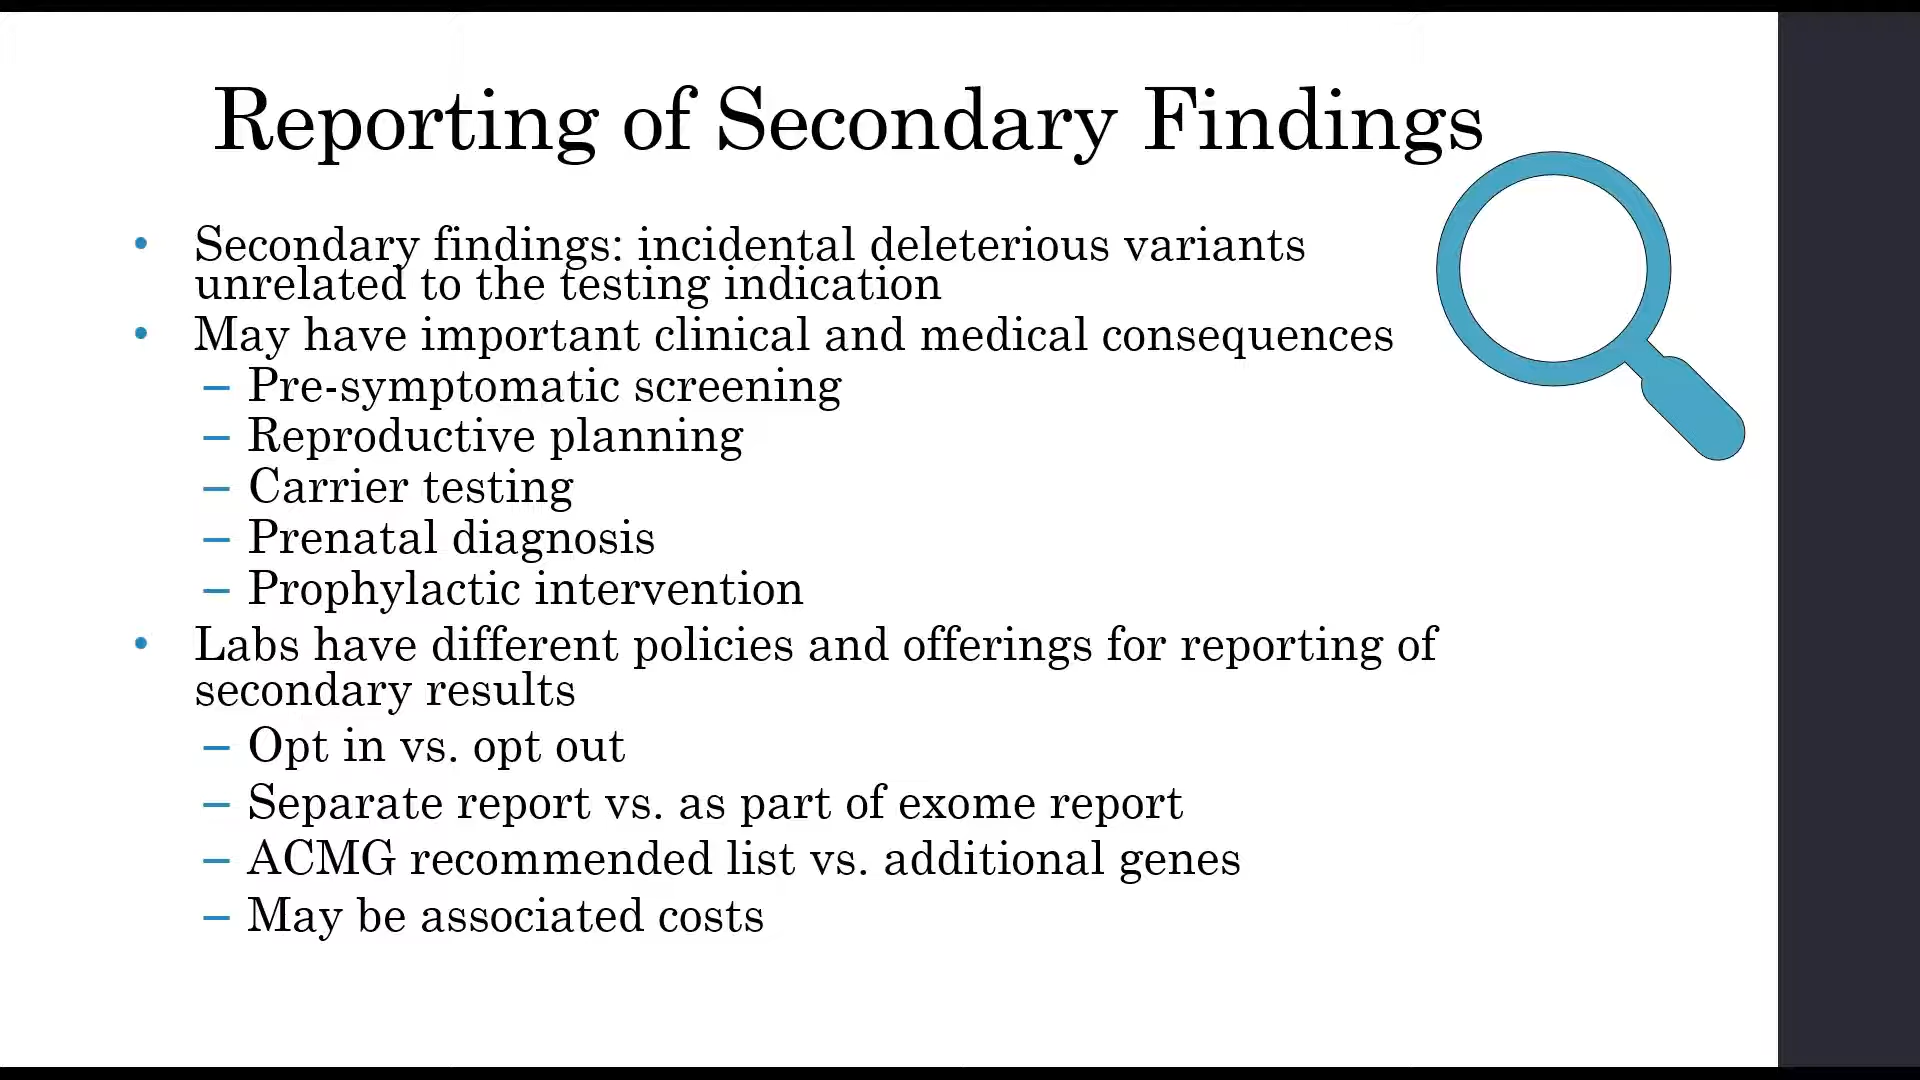 Reporting of Secondary Findings
• Secondary findings: incidental deleterious variants
unrelated to the testing indication
• May have important clinical and medical consequences
– Pre-symptomatic screening
– Reproductive planning
– Carrier testing
– Prenatal diagnosis
– Prophylactic intervention
• Labs have different policies and offerings for reporting of
secondary results
– Opt in vs. opt out
– Separate report vs. as part of exome report
– ACMG recommended list vs. additional genes
– May be associated costs